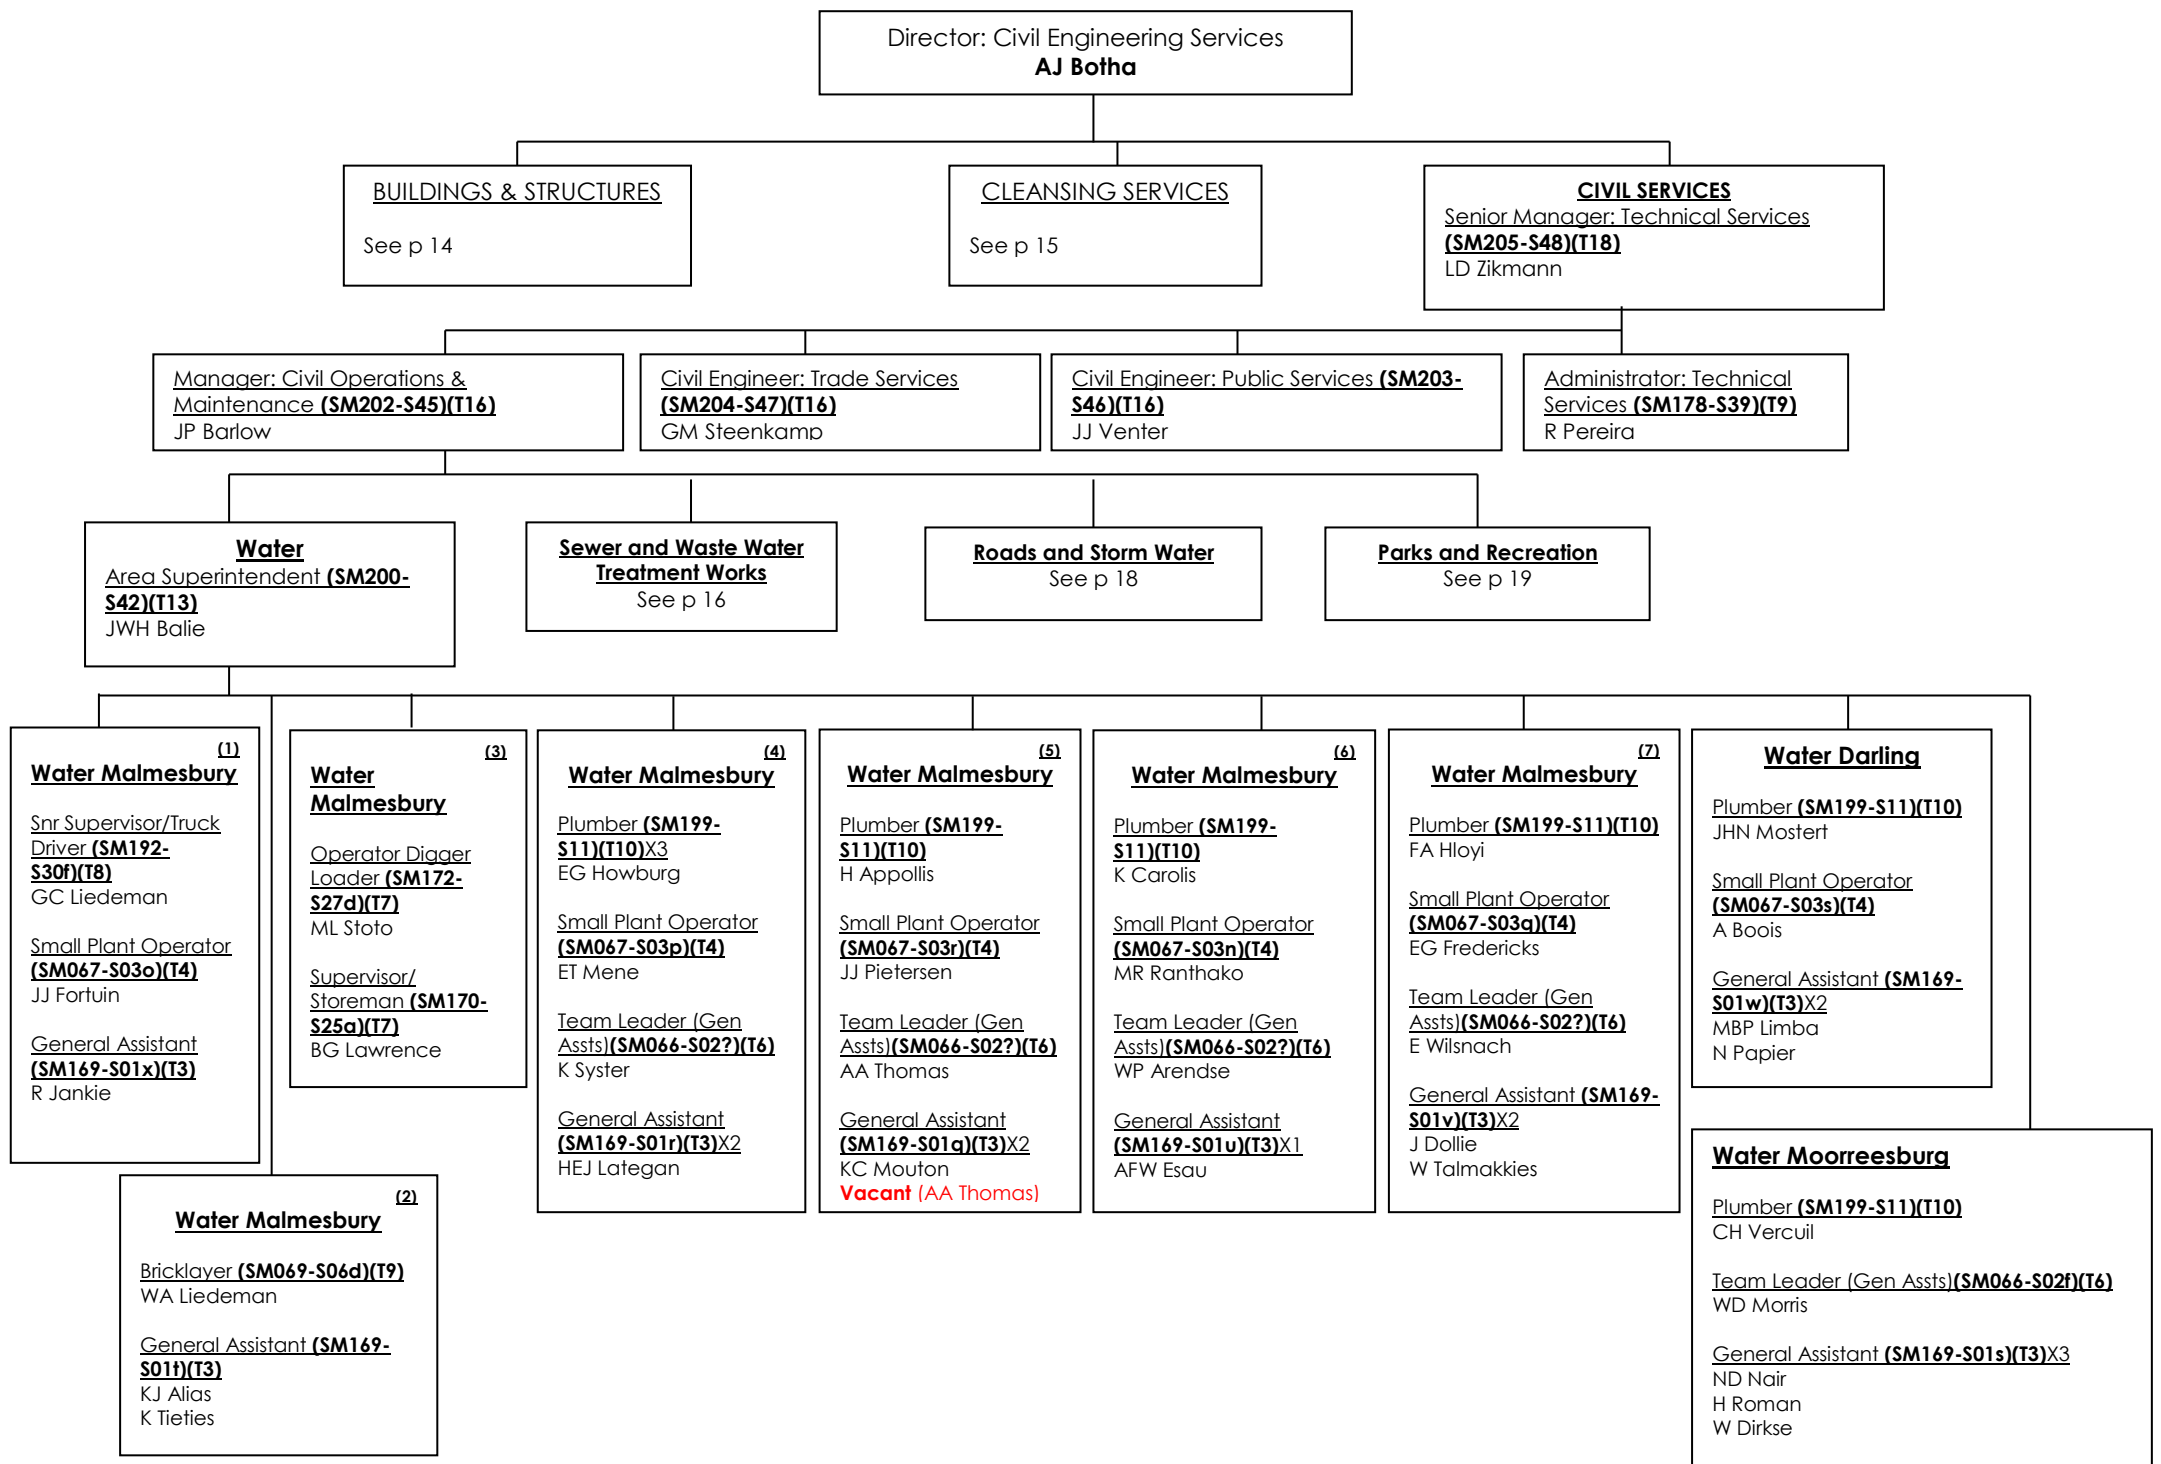 Director: Civil Engineering Services
AJ Botha
BUILDINGS & STRUCTURES
See p 14
CLEANSING SERVICES
See p 15
CIVIL SERVICES
Senior Manager: Technical Services
(SM205-S48)(T18)
LD Zikmann
Manager: Civil Operations &
Maintenance (SM202-S45)(T16)
JP Barlow
Civil Engineer: Trade Services
(SM204-S47)(T16)
GM Steenkamp
Civil Engineer: Public Services (SM203-
S46)(T16)
JJ Venter
Administrator: Technical
Services (SM178-S39)(T9)
R Pereira
Water
Area Superintendent (SM200-
S42)(T13)
JWH Balie
Sewer and Waste Water
Treatment Works
See p 16
Roads and Storm Water
See p 18
Parks and Recreation
See p 19
(1)
Water Malmesbury
Snr Supervisor/Truck
Driver (SM192-
S30f)(T8)
GC Liedeman
Small Plant Operator
(SM067-S03o)(T4)
JJ Fortuin
General Assistant
(SM169-S01x)(T3)
R Jankie
(2)
Water Malmesbury
Bricklayer (SM069-S06d)(T9)
WA Liedeman
General Assistant (SM169-
S01t)(T3)
KJ Alias
K Tieties
(3)
Water
Malmesbury
Operator Digger
Loader (SM172-
S27d)(T7)
ML Stoto
Supervisor/
Storeman (SM170-
S25a)(T7)
BG Lawrence
(4)
Water Malmesbury
Plumber (SM199-
S11)(T10)X3
EG Howburg
Small Plant Operator
(SM067-S03p)(T4)
ET Mene
Team Leader (Gen
Assts)(SM066-S02?)(T6)
K Syster
General Assistant
(SM169-S01r)(T3)X2
HEJ Lategan
(5)
Water Malmesbury
Plumber (SM199-
S11)(T10)
H Appollis
Small Plant Operator
(SM067-S03r)(T4)
JJ Pietersen
Team Leader (Gen
Assts)(SM066-S02?)(T6)
AA Thomas
General Assistant
(SM169-S01q)(T3)X2
KC Mouton
Vacant (AA Thomas)
(6)
Water Malmesbury
Plumber (SM199-
S11)(T10)
K Carolis
Small Plant Operator
(SM067-S03n)(T4)
MR Ranthako
Team Leader (Gen
Assts)(SM066-S02?)(T6)
WP Arendse
General Assistant
(SM169-S01u)(T3)X1
AFW Esau
(7)
Water Malmesbury
Plumber (SM199-S11)(T10)
FA Hloyi
Small Plant Operator
(SM067-S03q)(T4)
EG Fredericks
Team Leader (Gen
Assts)(SM066-S02?)(T6)
E Wilsnach
General Assistant (SM169-
S01v)(T3)X2
J Dollie
W Talmakkies
Water Darling
Plumber (SM199-S11)(T10)
JHN Mostert
Small Plant Operator
(SM067-S03s)(T4)
A Boois
General Assistant (SM169-
S01w)(T3)X2
MBP Limba
N Papier
Water Moorreesburg
Plumber (SM199-S11)(T10)
CH Vercuil
Team Leader (Gen Assts)(SM066-S02f)(T6)
WD Morris
General Assistant (SM169-S01s)(T3)X3
ND Nair
H Roman
W Dirkse